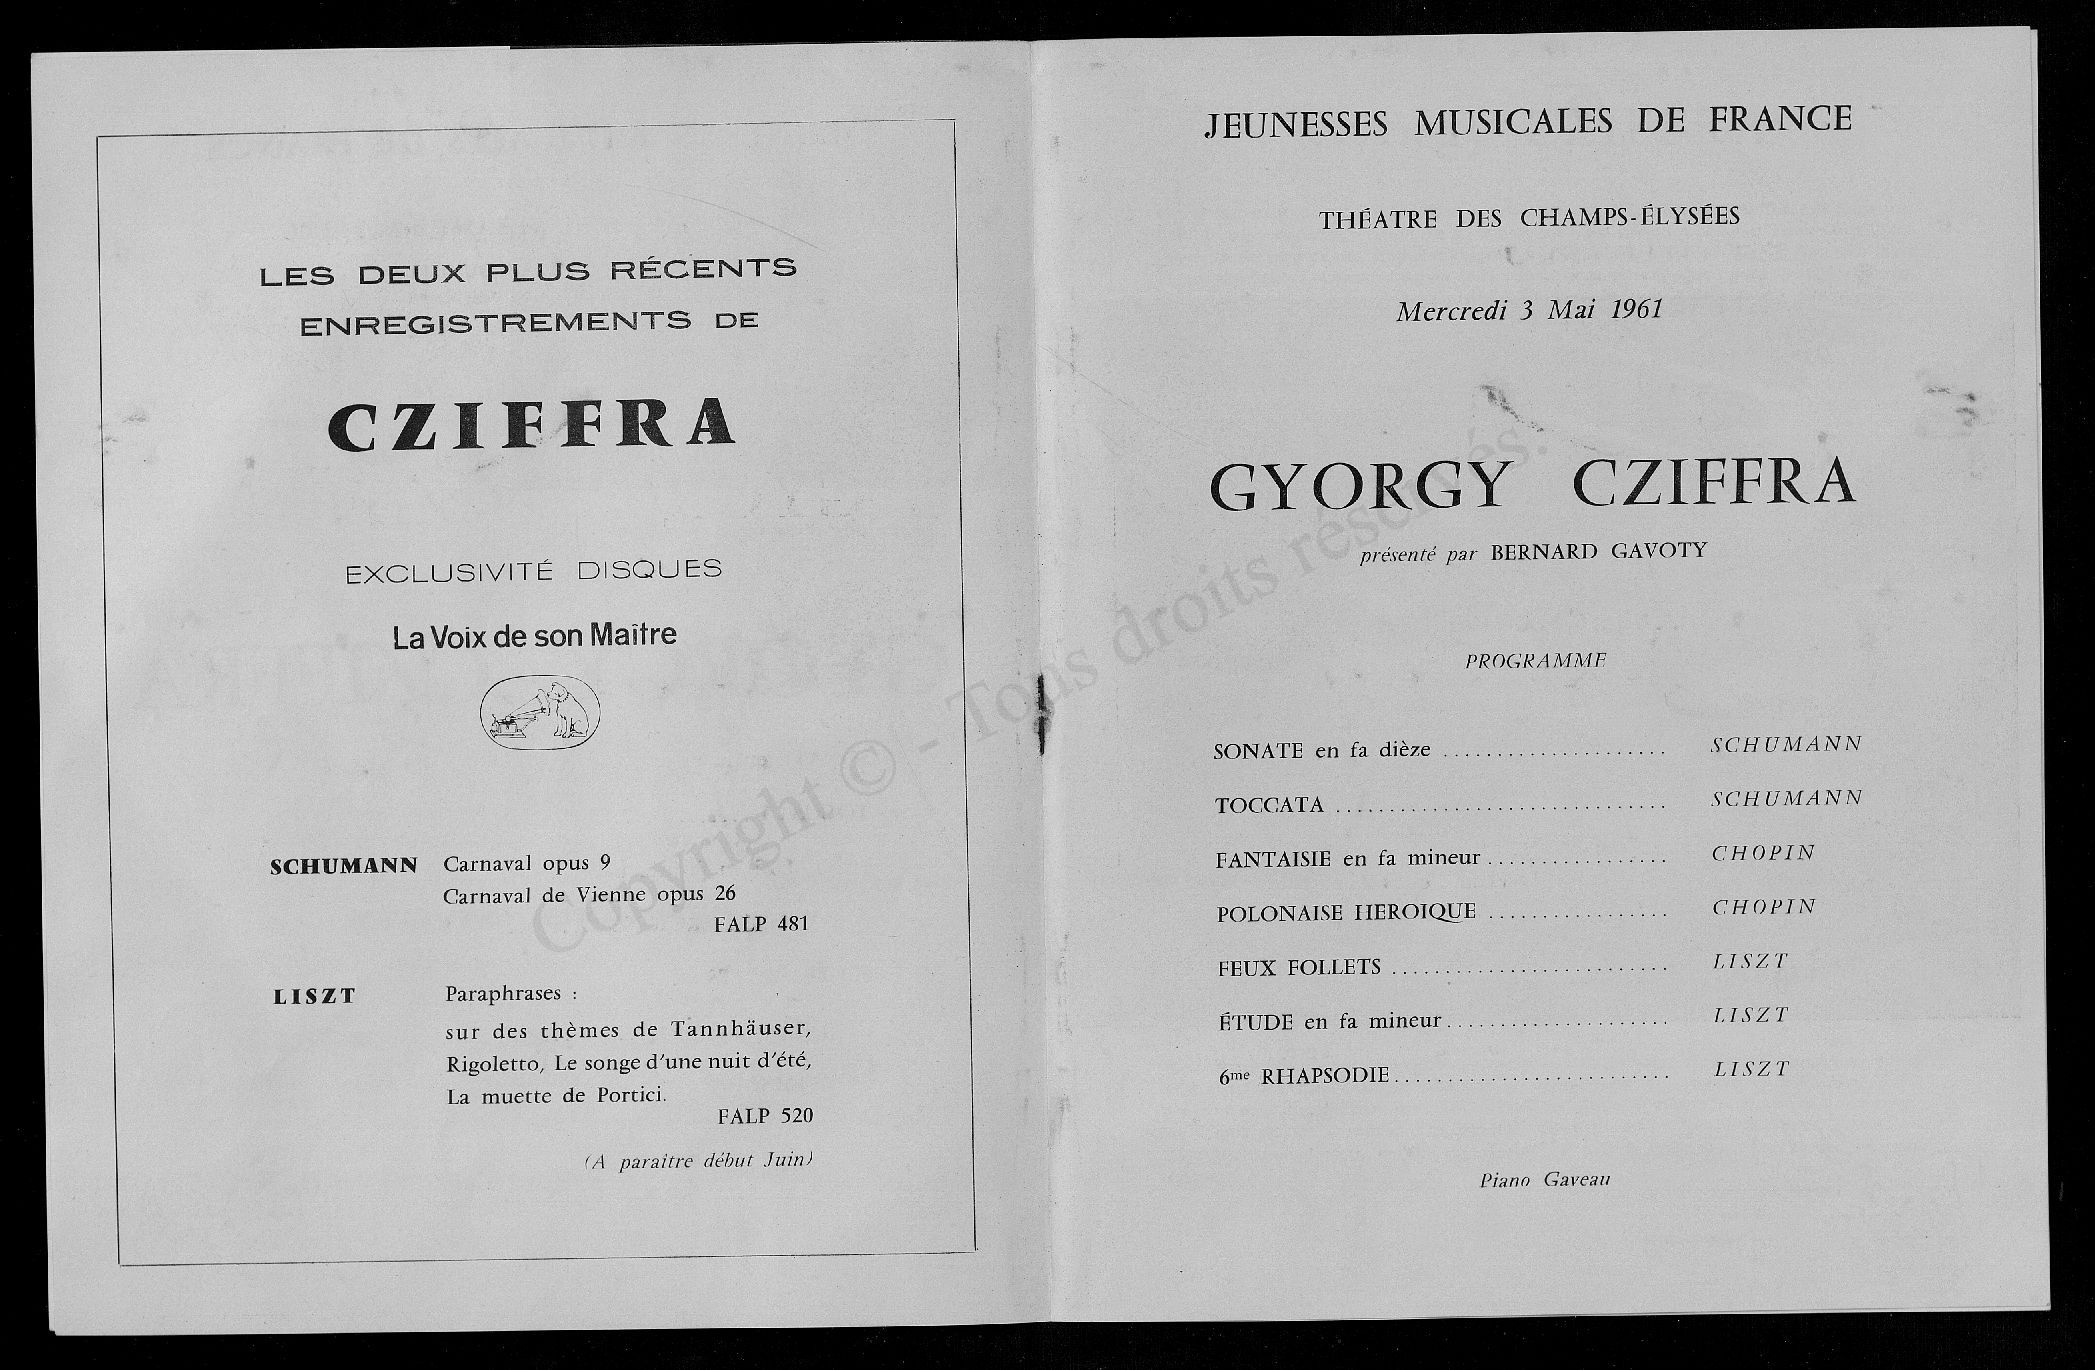 LES DEUX PLUS RÉCENTS
ENREGISTREMENTS DE
CZIFFRA
EXCLUSIVITÉ DISQUES
La Voix de son Maître
SCHUMANN Carnaval opus 9
Carnaval de Vienne opus 26
FALP 481
LISZT Paraphrases :
sur des thèmes de Tannhäuser,
Rigoletto, Le songe d'une nuit d'été,
La muette de Portici.
FALP 520
(A paraître début Juin)
JEUNESSES MUSICALES DE FRANCE
THÉATRE DES CHAMPS-ÉLYSÉES
Mercredi 3 Mai 1961
GYORGY CZIFFRA
présenté par BERNARD GAVOTY
PROGRAMME
SONATE en fa dièze .................... SCHUMANN
TOCCATA .............................. SCHUMANN
FANTAISIE en fa mineur ................. CHOPIN
POLONAISE HEROIQUE ................. CHOPIN
FEUX FOLLETS ......................... LISZT
ÉTUDE en fa mineur ..................... LISZT
6me RHAPSODIE .......................... LISZT
Piano Gaveau
Copyright © - Tous droits réservés.